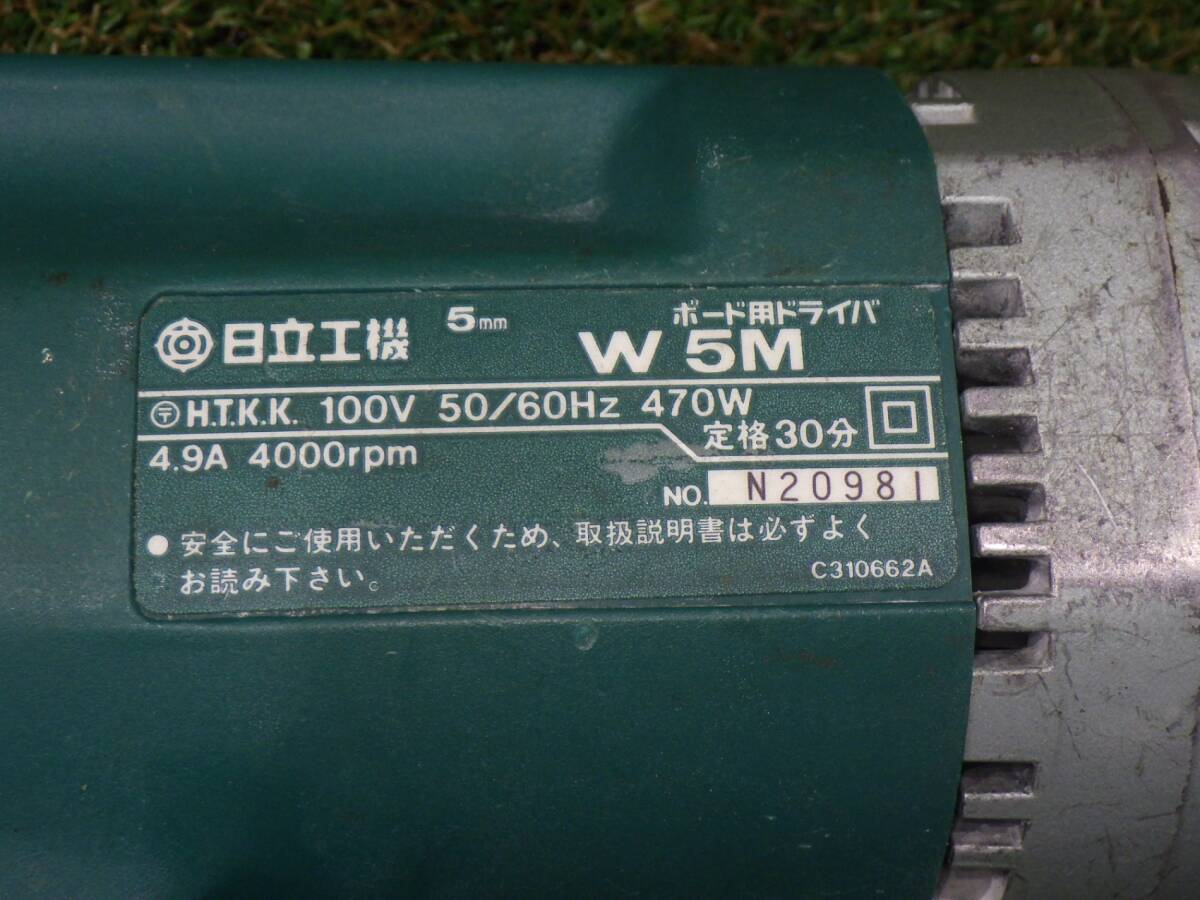 日立工機 5mm ボード用ドライバ
W 5M
〒 H.T.K.K. 100V 50/60Hz 470W
4.9A 4000rpm 定格30分
NO. N20981
● 安全にご使用いただくため、取扱説明書は必ずよく
お読み下さい。
C310662A